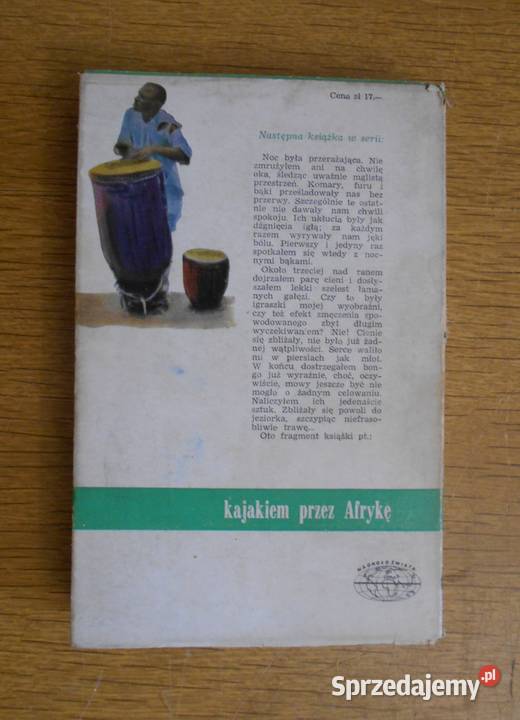 Cena zł 17.—
Następna książka w serii:
Noc była przerażająca. Nie
zmrużyłem ani na chwilę
oka, śledząc uważnie mglistą
przestrzeń. Komary, furu i
bąki prześladowały nas bez
przerwy. Szczególnie te ostat-
nie nie dawały nam chwili
spokoju. Ich ukłucia były jak
dźgnięcia igłą; za każdym
razem wyrywały nam jęki
bólu. Pierwszy i jedyny raz
spotkałem się wtedy z noc-
nymi bąkami.
Około trzeciej nad ranem
dojrzałem parę cieni i dosły-
szałem lekki szelest łama-
nych gałęzi. Czy to były
igraszki mojej wyobraźni,
czy też efekt zmęczenia spo-
wodowanego zbyt długim
wyczekiwaniem? Nie! Cienie
się zbliżały, nie było już żad-
nej wątpliwości. Serce waliło
mi w piersiach jak młot.
W końcu dostrzegałem bon-
go już wyraźnie, choć, oczy-
wiście, mowy jeszcze być nie
mogło o żadnym celowaniu.
Naliczyłem ich jedenaście
sztuk. Zbliżały się powoli do
jeziorka, szczypiąc niefraso-
bliwie trawę...
Oto fragment książki pt.:
kajakiem przez Afrykę
NAOKOŁO ŚWIATA
Sprzedajemy.pl